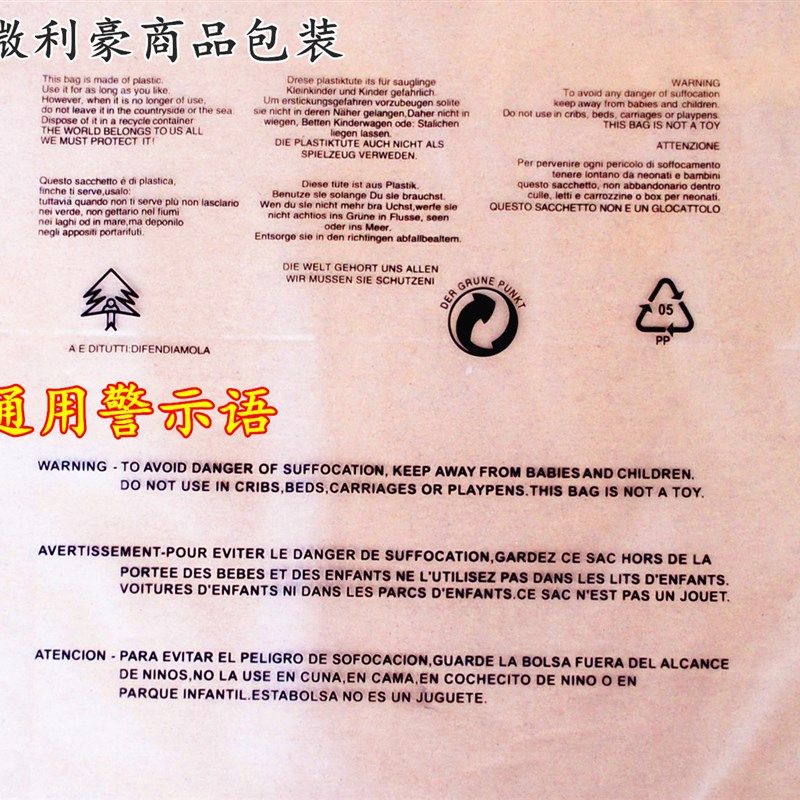 微利豪商品包装
This bag is made of plastic.
Use it for as long as you like.
However, when it is no longer of use,
do not leave it in the countryside or the sea.
Dispose of it in a recycle container
THE WORLD BELONGS TO US ALL
WE MUST PROTECT IT!
Drese plastiktute its für sauglinge
Kleinkinder und Kinder gefahrlich.
Um erstickungsgefahren vorzubeugen solite
sie nicht in deren Näher gelangen,Daher nicht in
wiegen, Betten Kinderwagen ode: Stalichen
liegen lassen.
DIE PLASTIKTUTE AUCH NICHT ALS
SPIELZEUG VERWEDEN.
WARNING
To avoid any danger of suffocation
keep away from babies and children.
Do not use in cribs, beds, carriages or playpens.
THIS BAG IS NOT A TOY
ATTENZIONE
Per pervenire ogni pericolo di soffocamento
tenere lontano da neonati e bambini
questo sacchetto, non abbandonario dentro
culle, letti e carrozzine o box per neonati.
QUESTO SACCHETTO NON E UN GLOCATTOLO
Questo sacchetto é di plastica,
finche ti serve,usalo:
tuttavia quando non ti serve plù non lasclario
nei verde, non gettario nel fiumi
nei laghi od in mare,ma deponilo
negli appositi portarifuti.
Diese tüte ist aus Plastik.
Benutze sie solange Du sie brauchst.
Wen du sle nicht mehr bra Uchst,werfe sie
nicht achtios ins Grüne in Flusse, seen
oder ins Meer.
Entsorge sie in den richtingen abfallbealtem.
DIE WELT GEHORT UNS ALLEN
WIR MUSSEN SIE SCHUTZENI
A E DITUTTI:DIFENDIAMOLA
DER GRUNE PUNKT
05
PP
通用警示语
WARNING - TO AVOID DANGER OF SUFFOCATION, KEEP AWAY FROM BABIES AND CHILDREN.
DO NOT USE IN CRIBS,BEDS,CARRIAGES OR PLAYPENS.THIS BAG IS NOT A TOY.
AVERTISSEMENT-POUR EVITER LE DANGER DE SUFFOCATION,GARDEZ CE SAC HORS DE LA
PORTEE DES BEBES ET DES ENFANTS NE L'UTILISEZ PAS DANS LES LITS D'ENFANTS.
VOITURES D'ENFANTS NI DANS LES PARCS D'ENFANTS.CE SAC N'EST PAS UN JOUET.
ATENCION - PARA EVITAR EL PELIGRO DE SOFOCACION,GUARDE LA BOLSA FUERA DEL ALCANCE
DE NINOS,NO LA USE EN CUNA,EN CAMA,EN COCHECITO DE NINO O EN
PARQUE INFANTIL.ESTABOLSA NO ES UN JUGUETE.